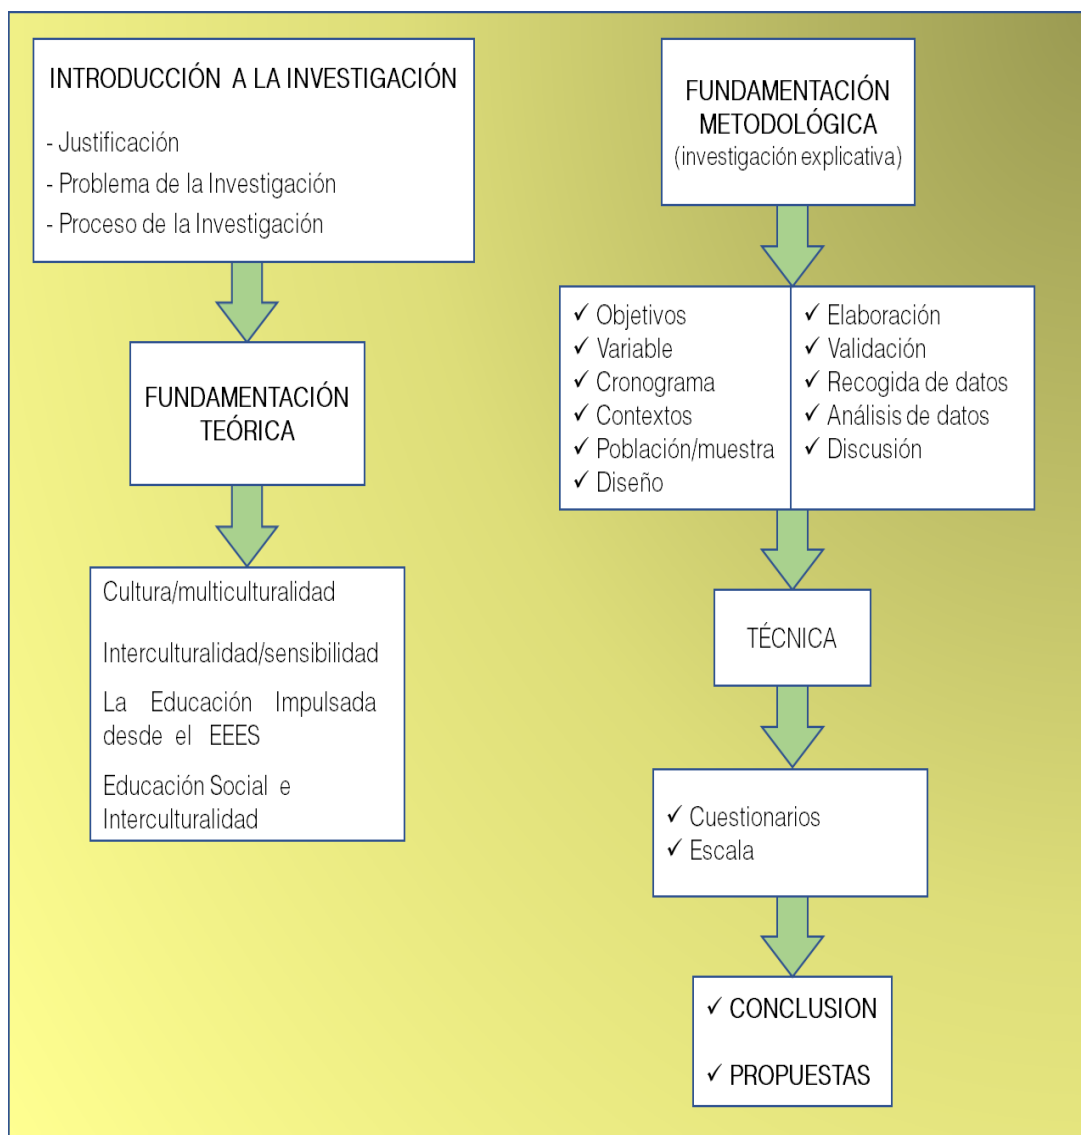 INTRODUCCIÓN A LA INVESTIGACIÓN
- Justificación
- Problema de la Investigación
- Proceso de la Investigación
FUNDAMENTACIÓN
TEÓRICA
Cultura/multiculturalidad
Interculturalidad/sensibilidad
La Educación Impulsada
desde el EEES
Educación Social e
Interculturalidad
FUNDAMENTACIÓN
METODOLÓGICA
(investigación explicativa)
✓ Objetivos
✓ Variable
✓ Cronograma
✓ Contextos
✓ Población/muestra
✓ Diseño
✓ Elaboración
✓ Validación
✓ Recogida de datos
✓ Análisis de datos
✓ Discusión
TÉCNICA
✓ Cuestionarios
✓ Escala
✓ CONCLUSION
✓ PROPUESTAS